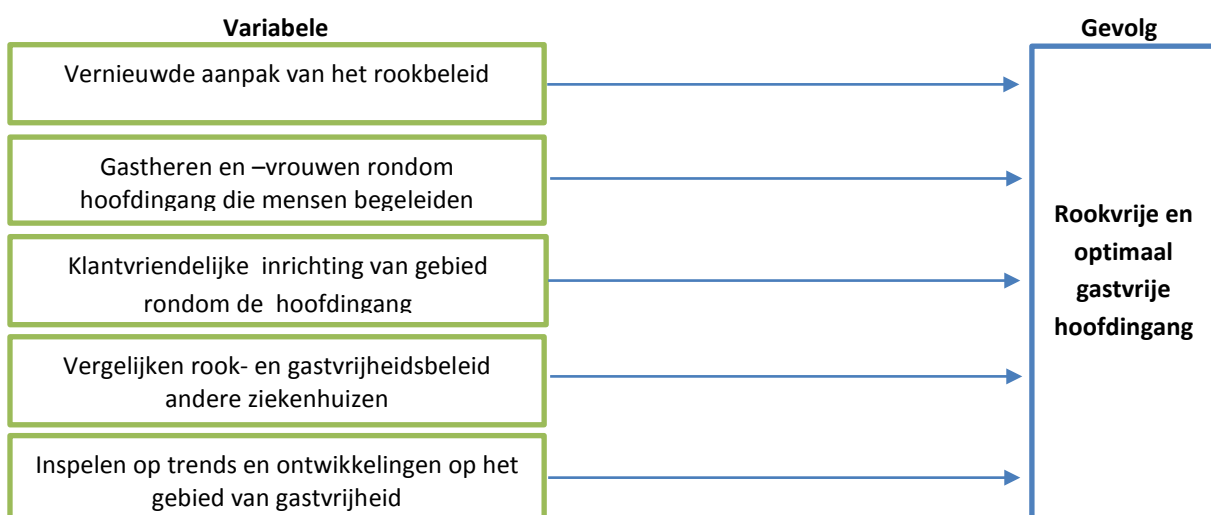 Variabele
Gevolg
Vernieuwde aanpak van het rookbeleid
Gastheren en –vrouwen rondom
hoofdingang die mensen begeleiden
Klantvriendelijke inrichting van gebied
rondom de hoofdingang
Vergelijken rook- en gastvrijheidsbeleid
andere ziekenhuizen
Inspelen op trends en ontwikkelingen op het
gebied van gastvrijheid
Rookvrije en
optimaal
gastvrije
hoofdingang